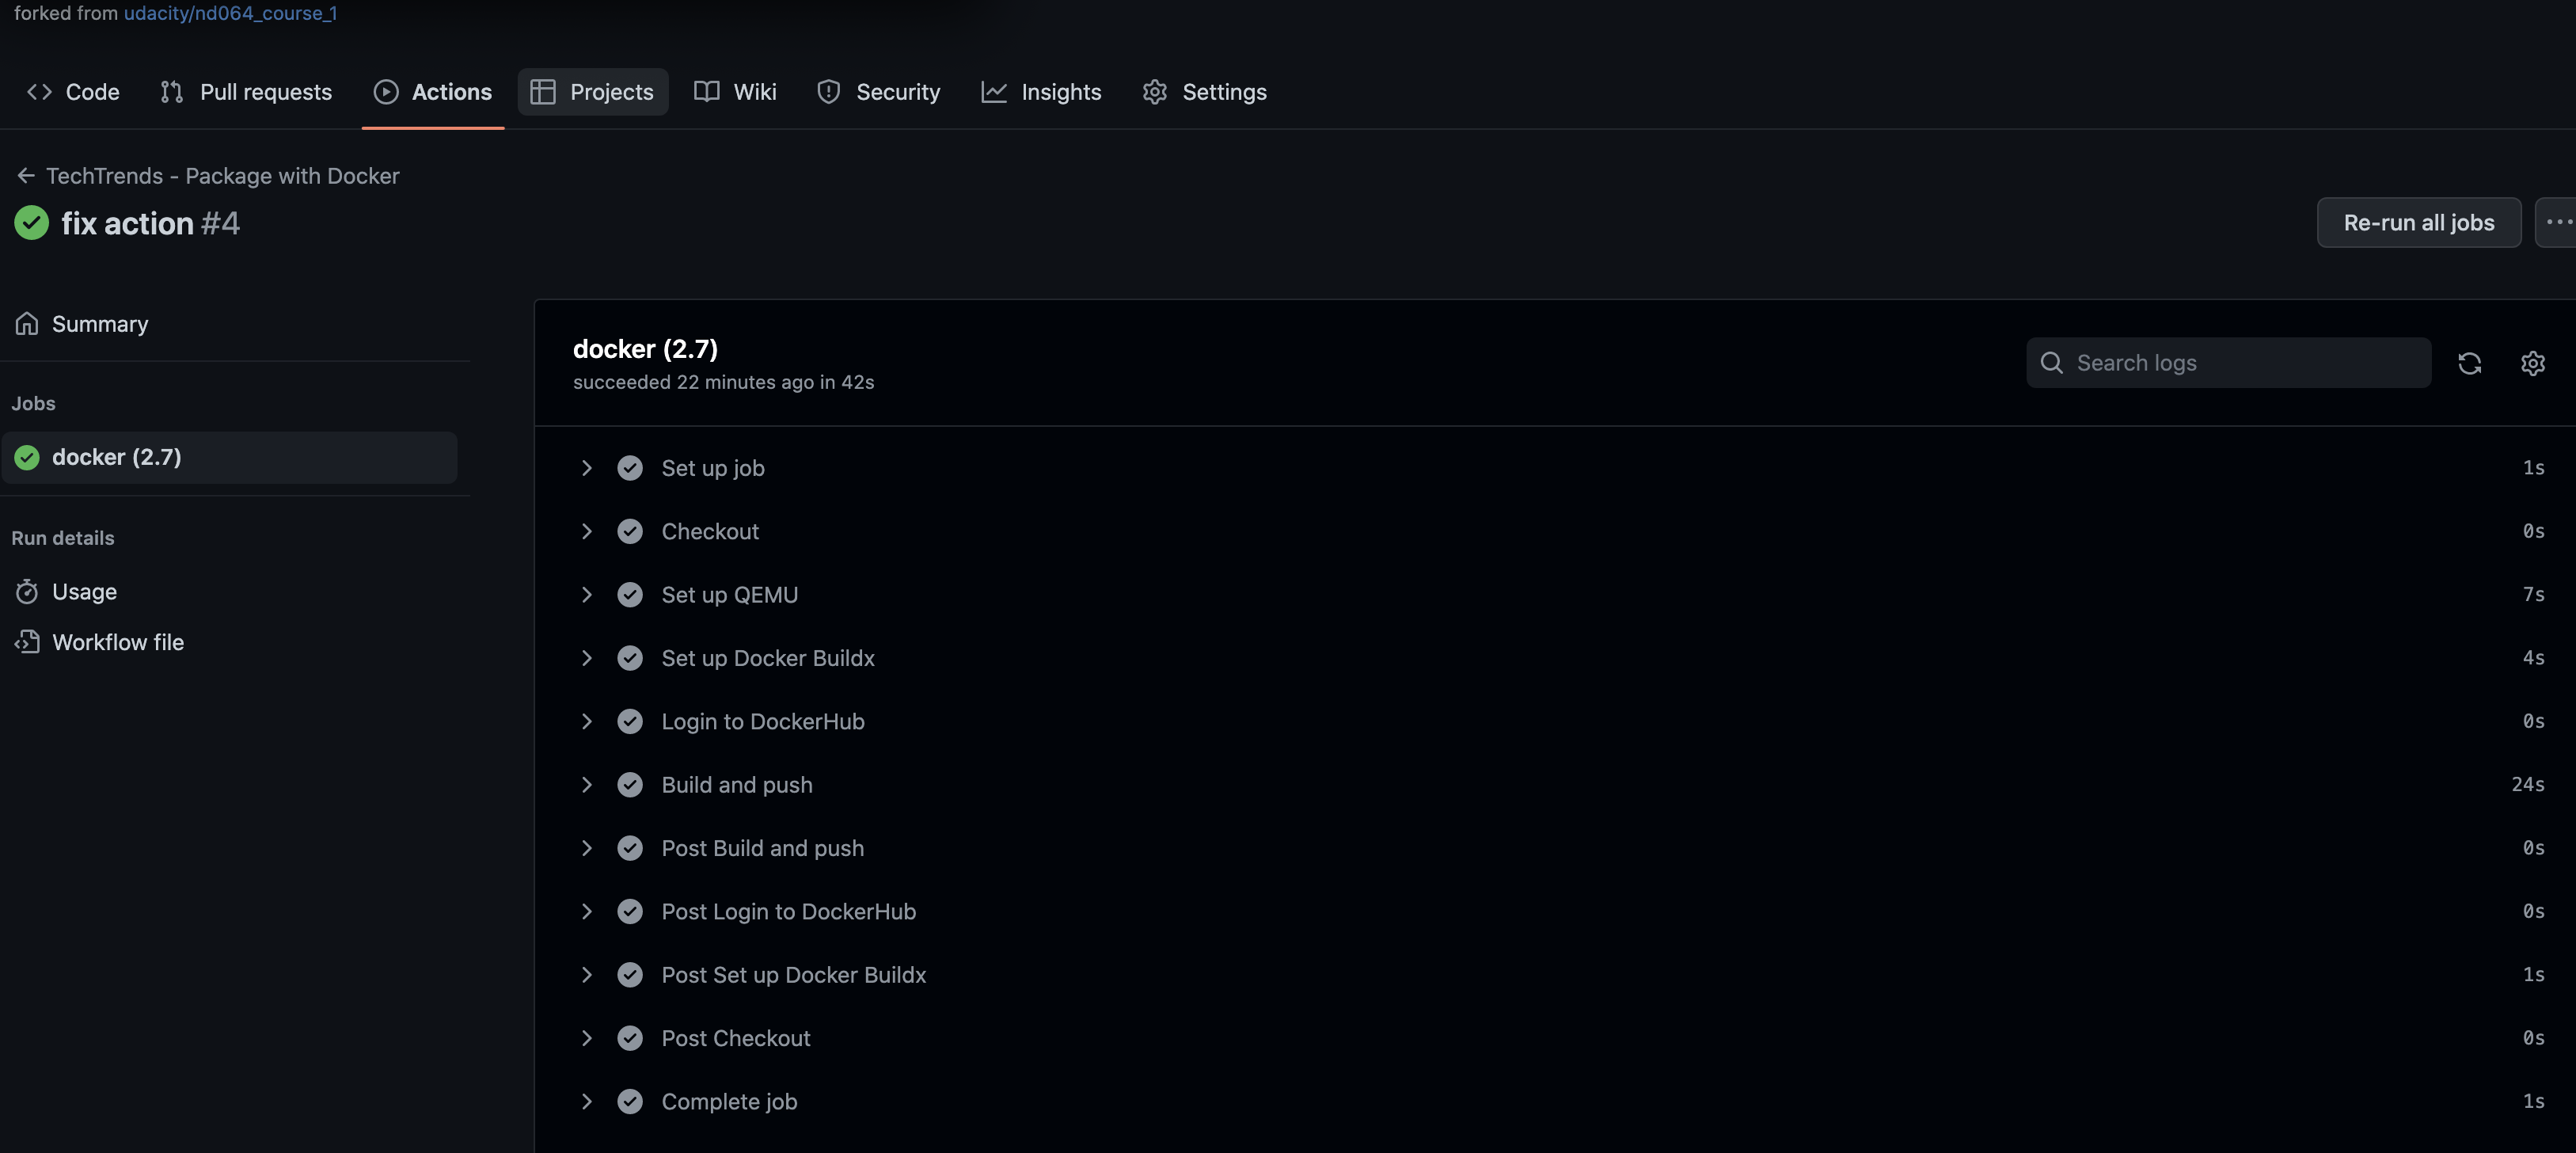 forked from udacity/nd064_course_1
Code Pull requests Actions Projects Wiki Security Insights Settings
TechTrends - Package with Docker
fix action #4
Re-run all jobs
Summary
Jobs
docker (2.7)
Run details
Usage
Workflow file
docker (2.7)
succeeded 22 minutes ago in 42s
Search logs
Set up job 1s
Checkout 0s
Set up QEMU 7s
Set up Docker Buildx 4s
Login to DockerHub 0s
Build and push 24s
Post Build and push 0s
Post Login to DockerHub 0s
Post Set up Docker Buildx 1s
Post Checkout 0s
Complete job 1s